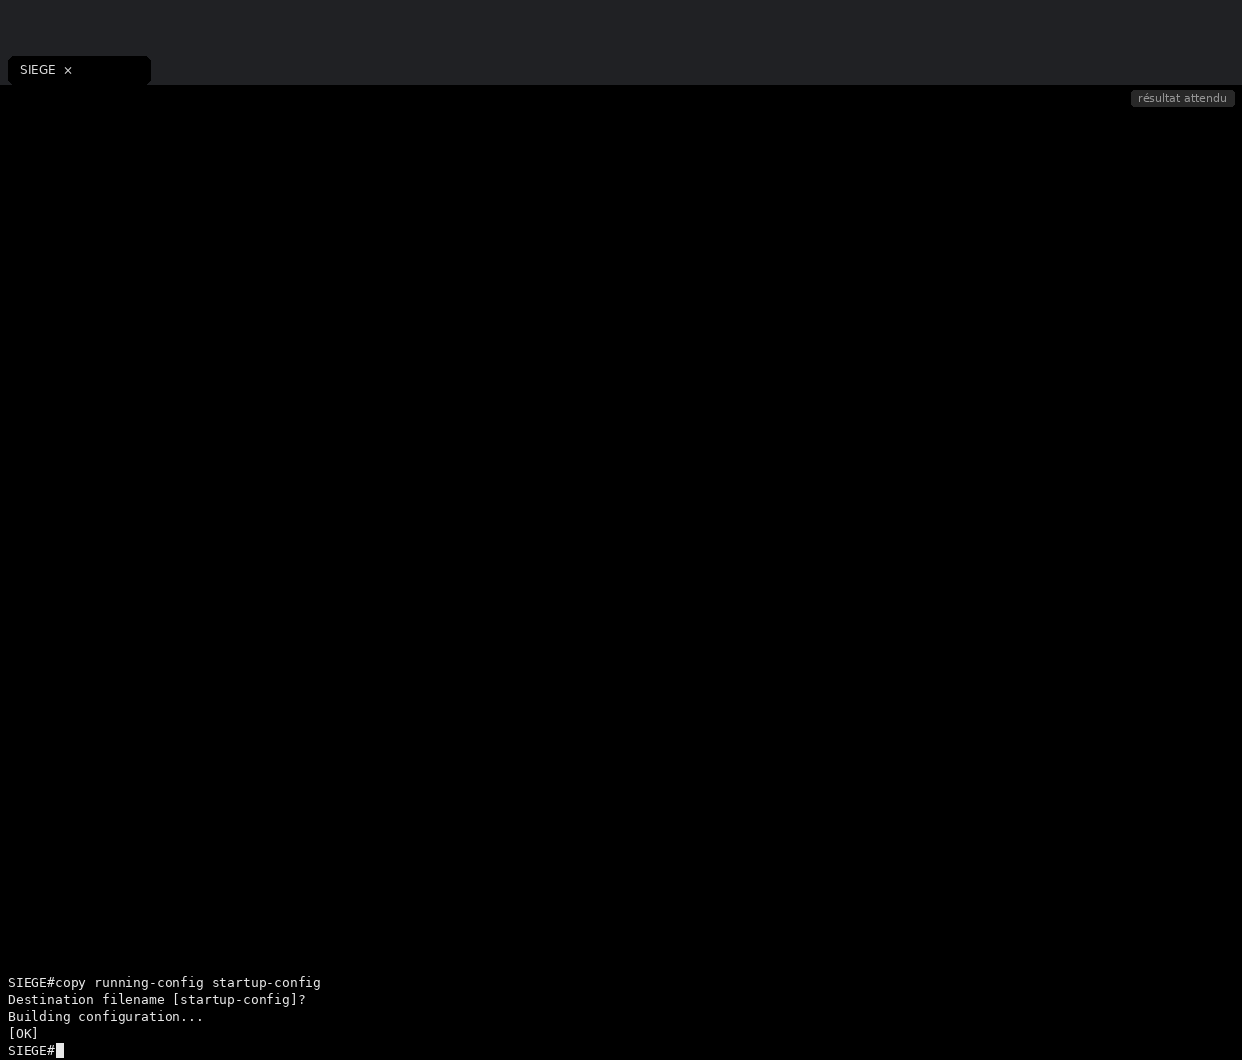 SIEGE ×
résultat attendu
SIEGE#copy running-config startup-config
Destination filename [startup-config]?
Building configuration...
[OK]
SIEGE#